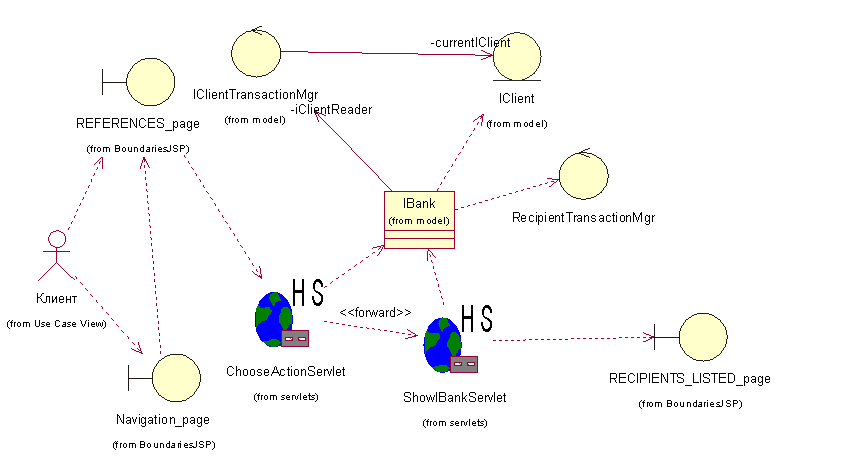 -currentIClient
IClientTransactionMgr
(from model)
IClient
(from model)
-iClientReader
REFERENCES_page
(from BoundariesJSP)
IBank
(from model)
RecipientTransactionMgr
Клиент
(from Use Case View)
HS
<<forward>>
HS
ChooseActionServlet
(from servlets)
ShowIBankServlet
(from servlets)
RECIPIENTS_LISTED_page
(from BoundariesJSP)
Navigation_page
(from BoundariesJSP)